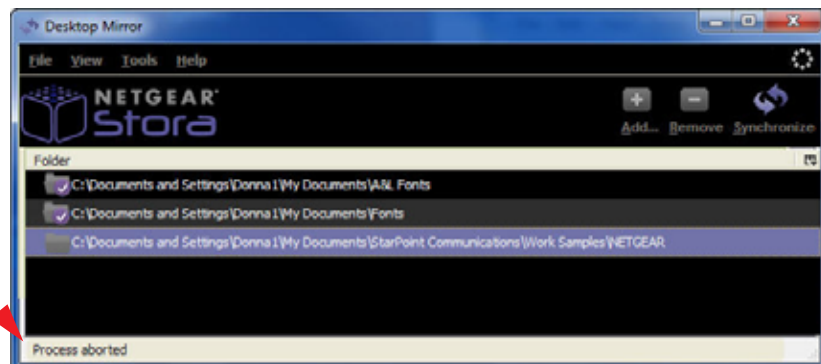 Desktop Mirror
File View Tools Help
NETGEAR®
Stora
Add... Remove Synchronize
Folder
C:\Documents and Settings\Donna1\My Documents\A&L Fonts
C:\Documents and Settings\Donna1\My Documents\Fonts
C:\Documents and Settings\Donna1\My Documents\StarPoint Communications\Work Samples\NETGEAR
Process aborted